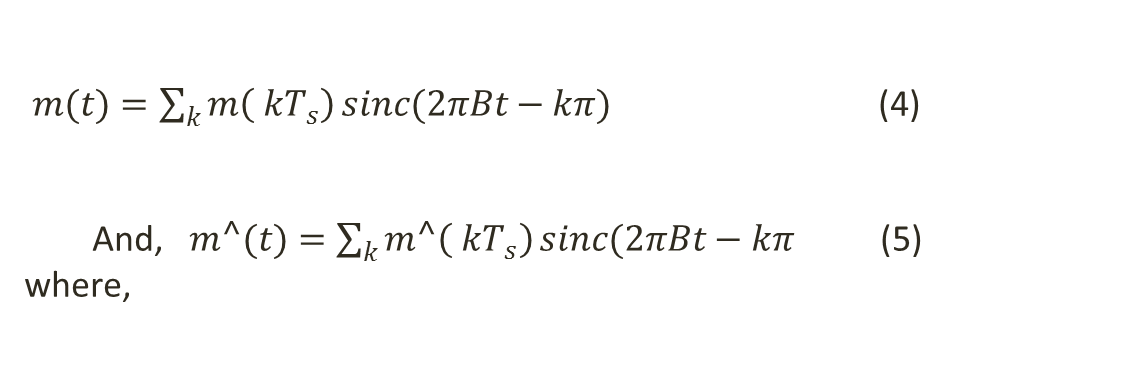 m(t) = ∑ₖ m( kTₛ) sinc(2πBt − kπ) (4)
And, m^(t) = ∑ₖ m^( kTₛ) sinc(2πBt − kπ (5)
where,